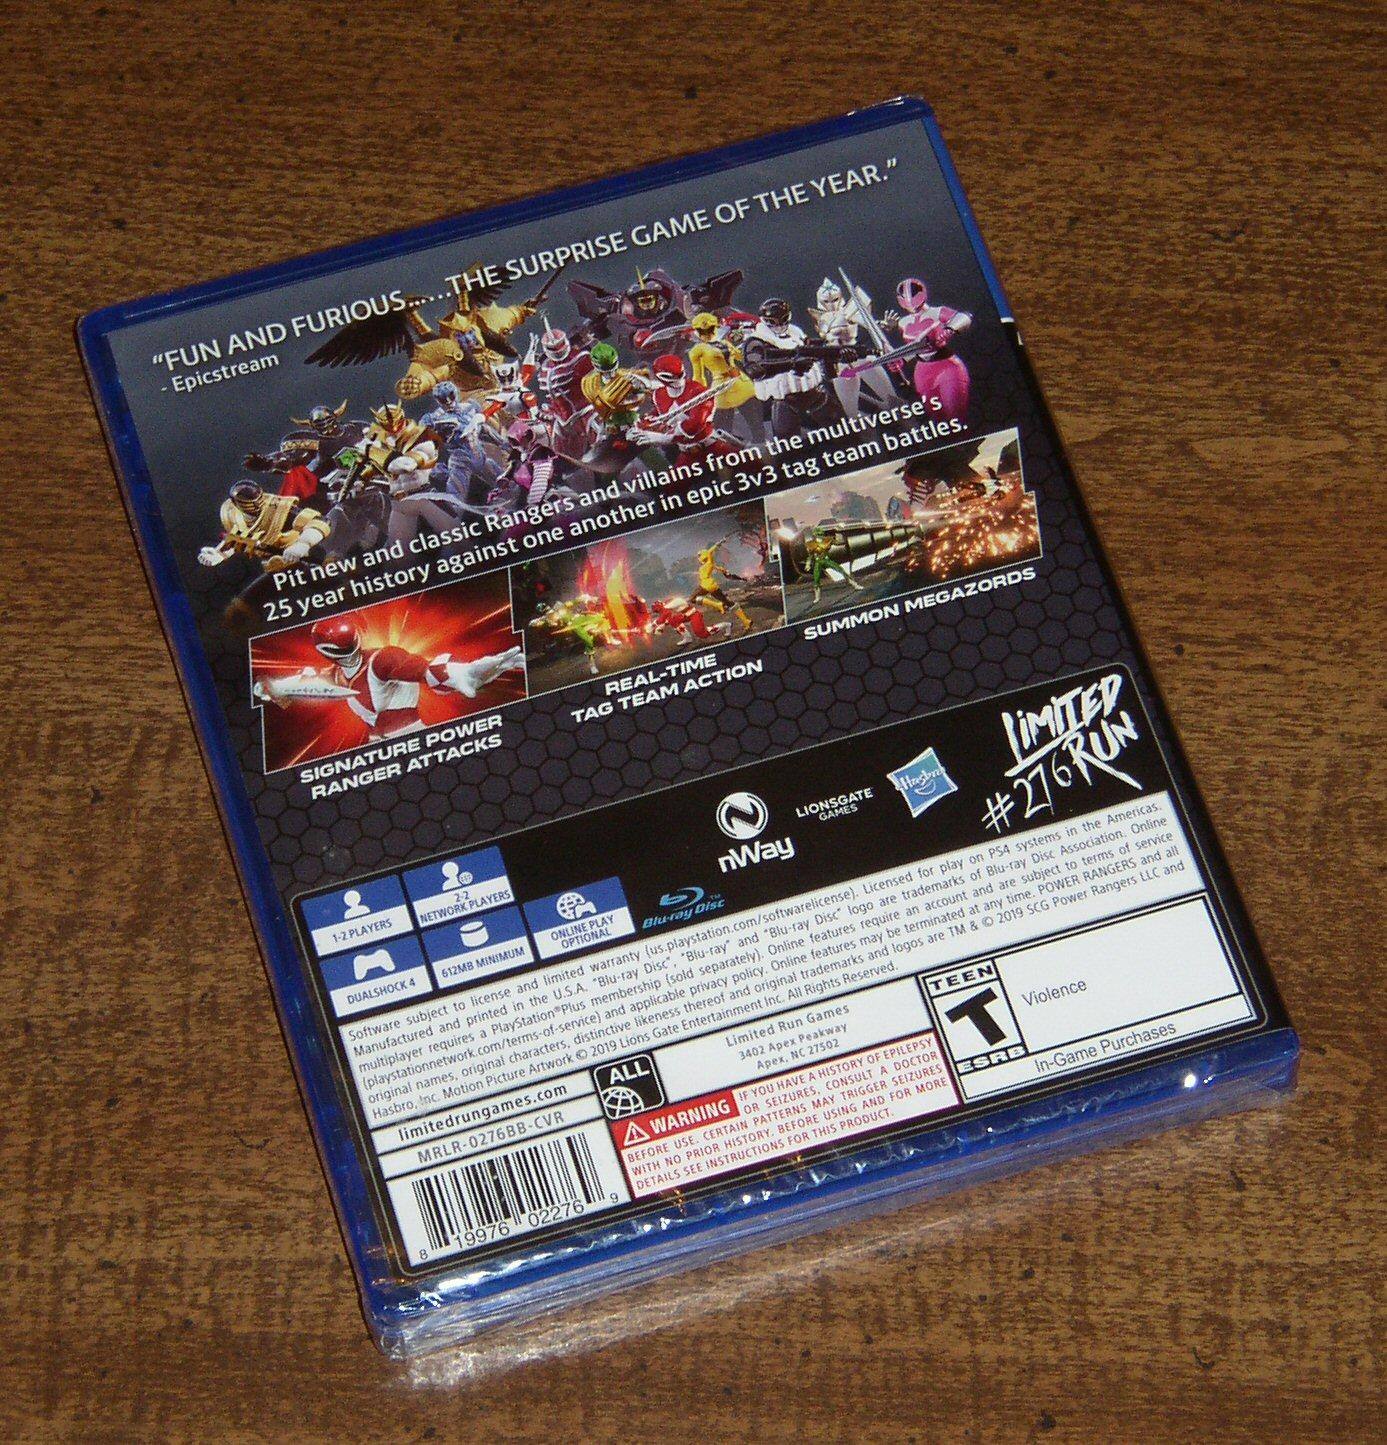 "FUN AND FURIOUS......THE SURPRISE GAME OF THE YEAR."
- Epicstream
Pit new and classic Rangers and villains from the multiverse's
25 year history against one another in epic 3v3 tag team battles.
SIGNATURE POWER
RANGER ATTACKS
REAL-TIME
TAG TEAM ACTION
SUMMON MEGAZORDS
nWay
LIONSGATE
GAMES
Hasbro
LIMITED
RUN
#276
1-2 PLAYERS
2-2
NETWORK PLAYERS
DUALSHOCK 4
612MB MINIMUM
ONLINE PLAY
OPTIONAL
Blu-ray Disc™
Software subject to license and limited warranty (us.playstation.com/softwarelicense). Licensed for play on PS4 systems in the Americas.
Manufactured and printed in the U.S.A. "Blu-ray Disc", "Blu-ray" and "Blu-ray Disc" logo are trademarks of Blu-ray Disc Association. Online
multiplayer requires a PlayStation®Plus membership (sold separately). Online features require an account and are subject to terms of service
(playstationnetwork.com/terms-of-service) and applicable privacy policy. Online features may be terminated at any time. POWER RANGERS and all
original names, original characters, distinctive likeness thereof and original trademarks and logos are TM & © 2019 SCG Power Rangers LLC and
Hasbro, Inc. Motion Picture Artwork © 2019 Lions Gate Entertainment Inc. All Rights Reserved.
limitedrungames.com
MRLR-0276BB-CVR
ALL
Limited Run Games
3402 Apex Peakway
Apex, NC 27502
WARNING IF YOU HAVE A HISTORY OF EPILEPSY
OR SEIZURES, CONSULT A DOCTOR
BEFORE USE. CERTAIN PATTERNS MAY TRIGGER SEIZURES
WITH NO PRIOR HISTORY. BEFORE USING AND FOR MORE
DETAILS SEE INSTRUCTIONS FOR THIS PRODUCT.
TEEN
T
ESRB
Violence
In-Game Purchases
8 19976 02276 9